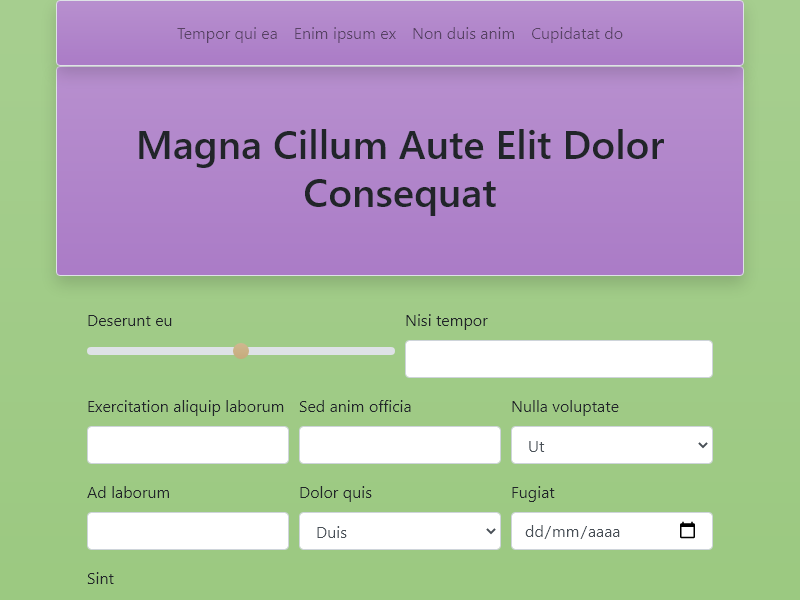 Tempor qui ea Enim ipsum ex Non duis anim Cupidatat do
Magna Cillum Aute Elit Dolor
Consequat
Deserunt eu Nisi tempor
Exercitation aliquip laborum Sed anim officia Nulla voluptate
Ut
Ad laborum Dolor quis Fugiat
Duis dd/mm/aaaa
Sint